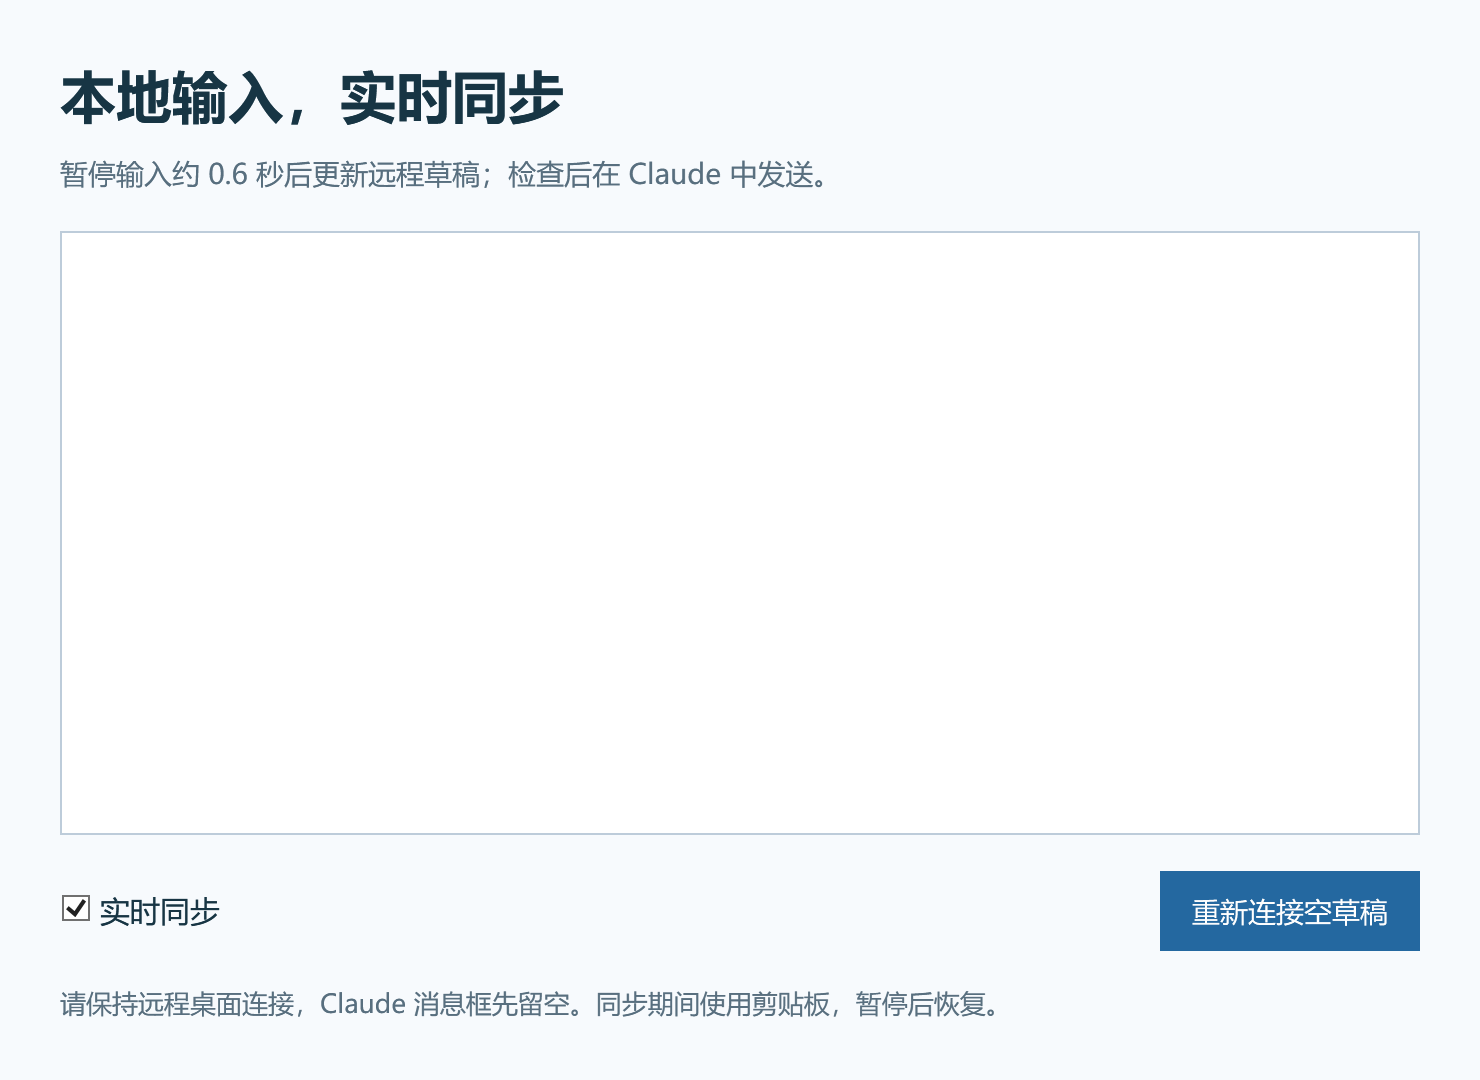 本地输入，实时同步
暂停输入约 0.6 秒后更新远程草稿；检查后在 Claude 中发送。
实时同步
重新连接空草稿
请保持远程桌面连接，Claude 消息框先留空。同步期间使用剪贴板，暂停后恢复。